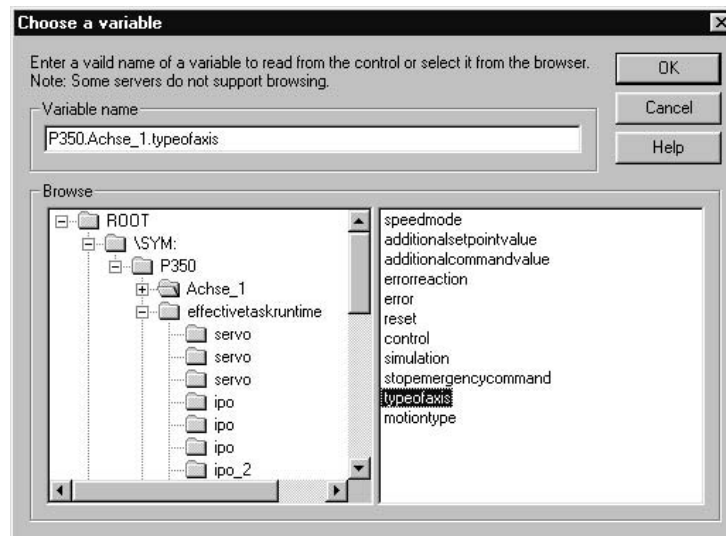 Choose a variable
Enter a vaild name of a variable to read from the control or select it from the browser.
Note: Some servers do not support browsing.
OK
Cancel
Help
Variable name
P350.Achse_1.typeofaxis
Browse
ROOT
\SYM:
P350
Achse_1
effectivetaskruntime
servo
servo
servo
ipo
ipo
ipo
ipo_2
speedmode
additionalsetpointvalue
additionalcommandvalue
errorreaction
error
reset
control
simulation
stopemergencycommand
typeofaxis
motiontype